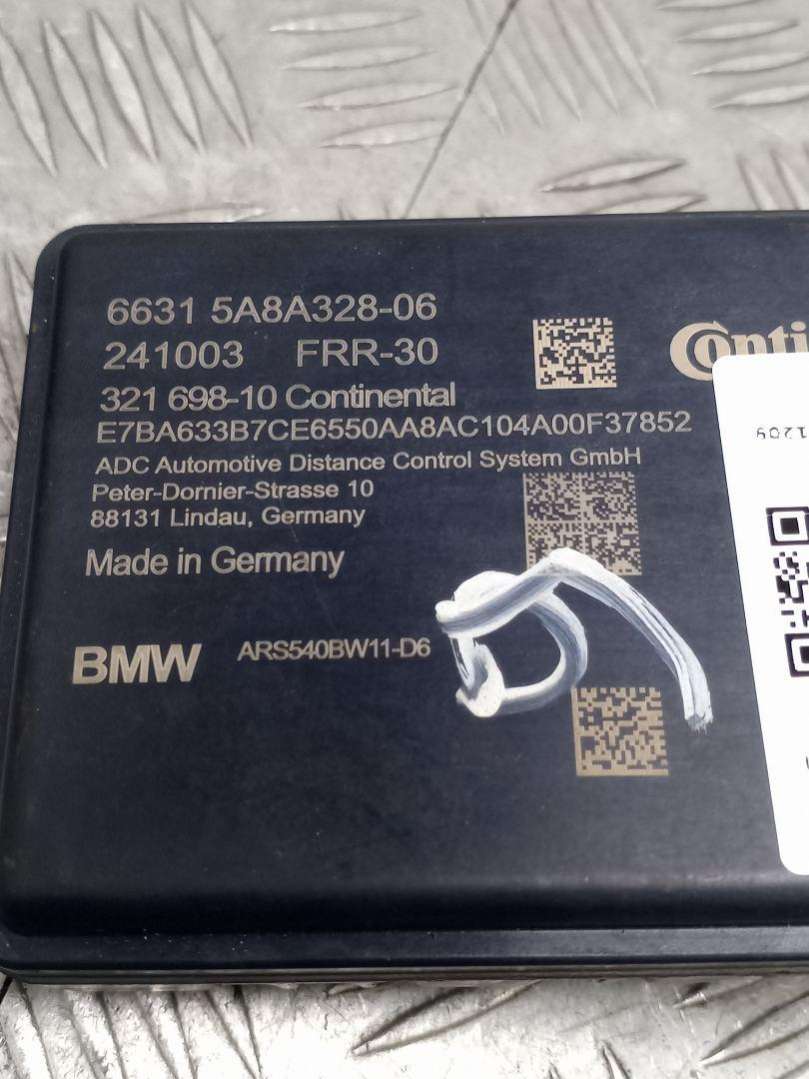 6631 5A8A328-06
241003 FRR-30
321 698-10 Continental
E7BA633B7CE6550AA8AC104A00F37852
ADC Automotive Distance Control System GmbH
Peter-Dornier-Strasse 10
88131 Lindau, Germany
Made in Germany
BMW ARS540BW11-D6
Conti